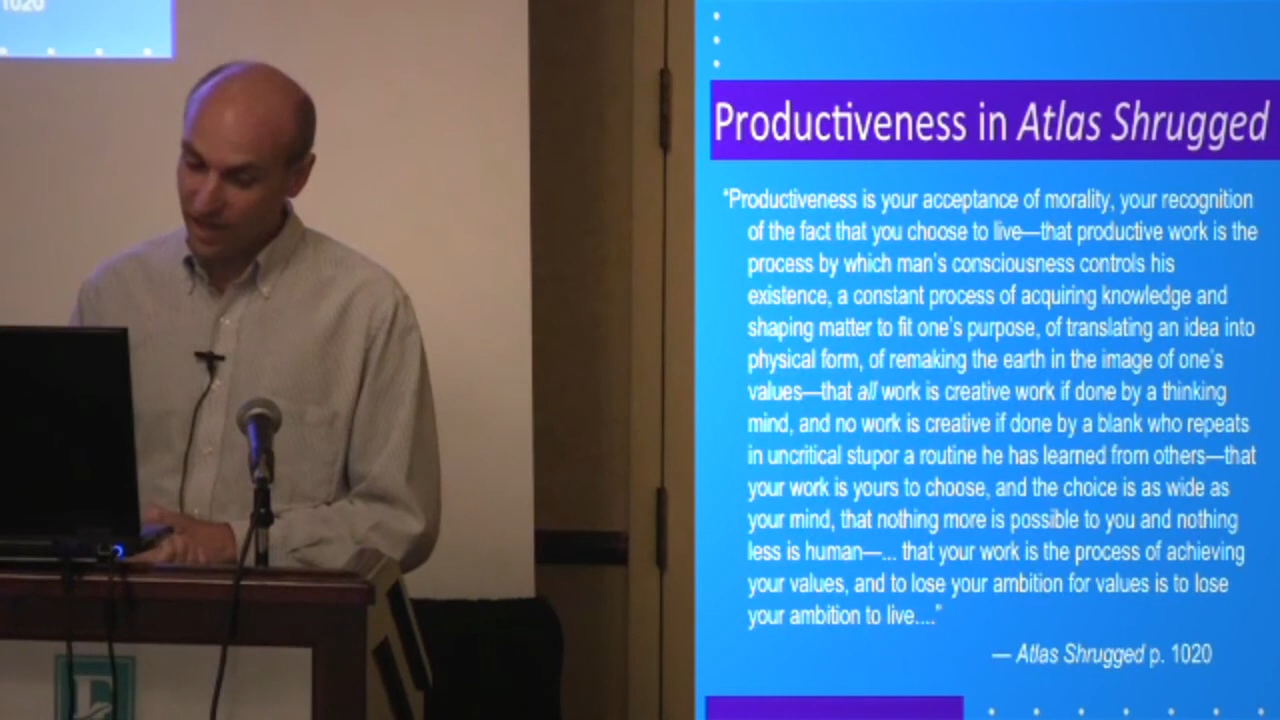 1020
Productiveness in Atlas Shrugged
“Productiveness is your acceptance of morality, your recognition
of the fact that you choose to live—that productive work is the
process by which man’s consciousness controls his
existence, a constant process of acquiring knowledge and
shaping matter to fit one’s purpose, of translating an idea into
physical form, of remaking the earth in the image of one’s
values—that all work is creative work if done by a thinking
mind, and no work is creative if done by a blank who repeats
in uncritical stupor a routine he has learned from others—that
your work is yours to choose, and the choice is as wide as
your mind, that nothing more is possible to you and nothing
less is human—... that your work is the process of achieving
your values, and to lose your ambition for values is to lose
your ambition to live....”
— Atlas Shrugged p. 1020
E